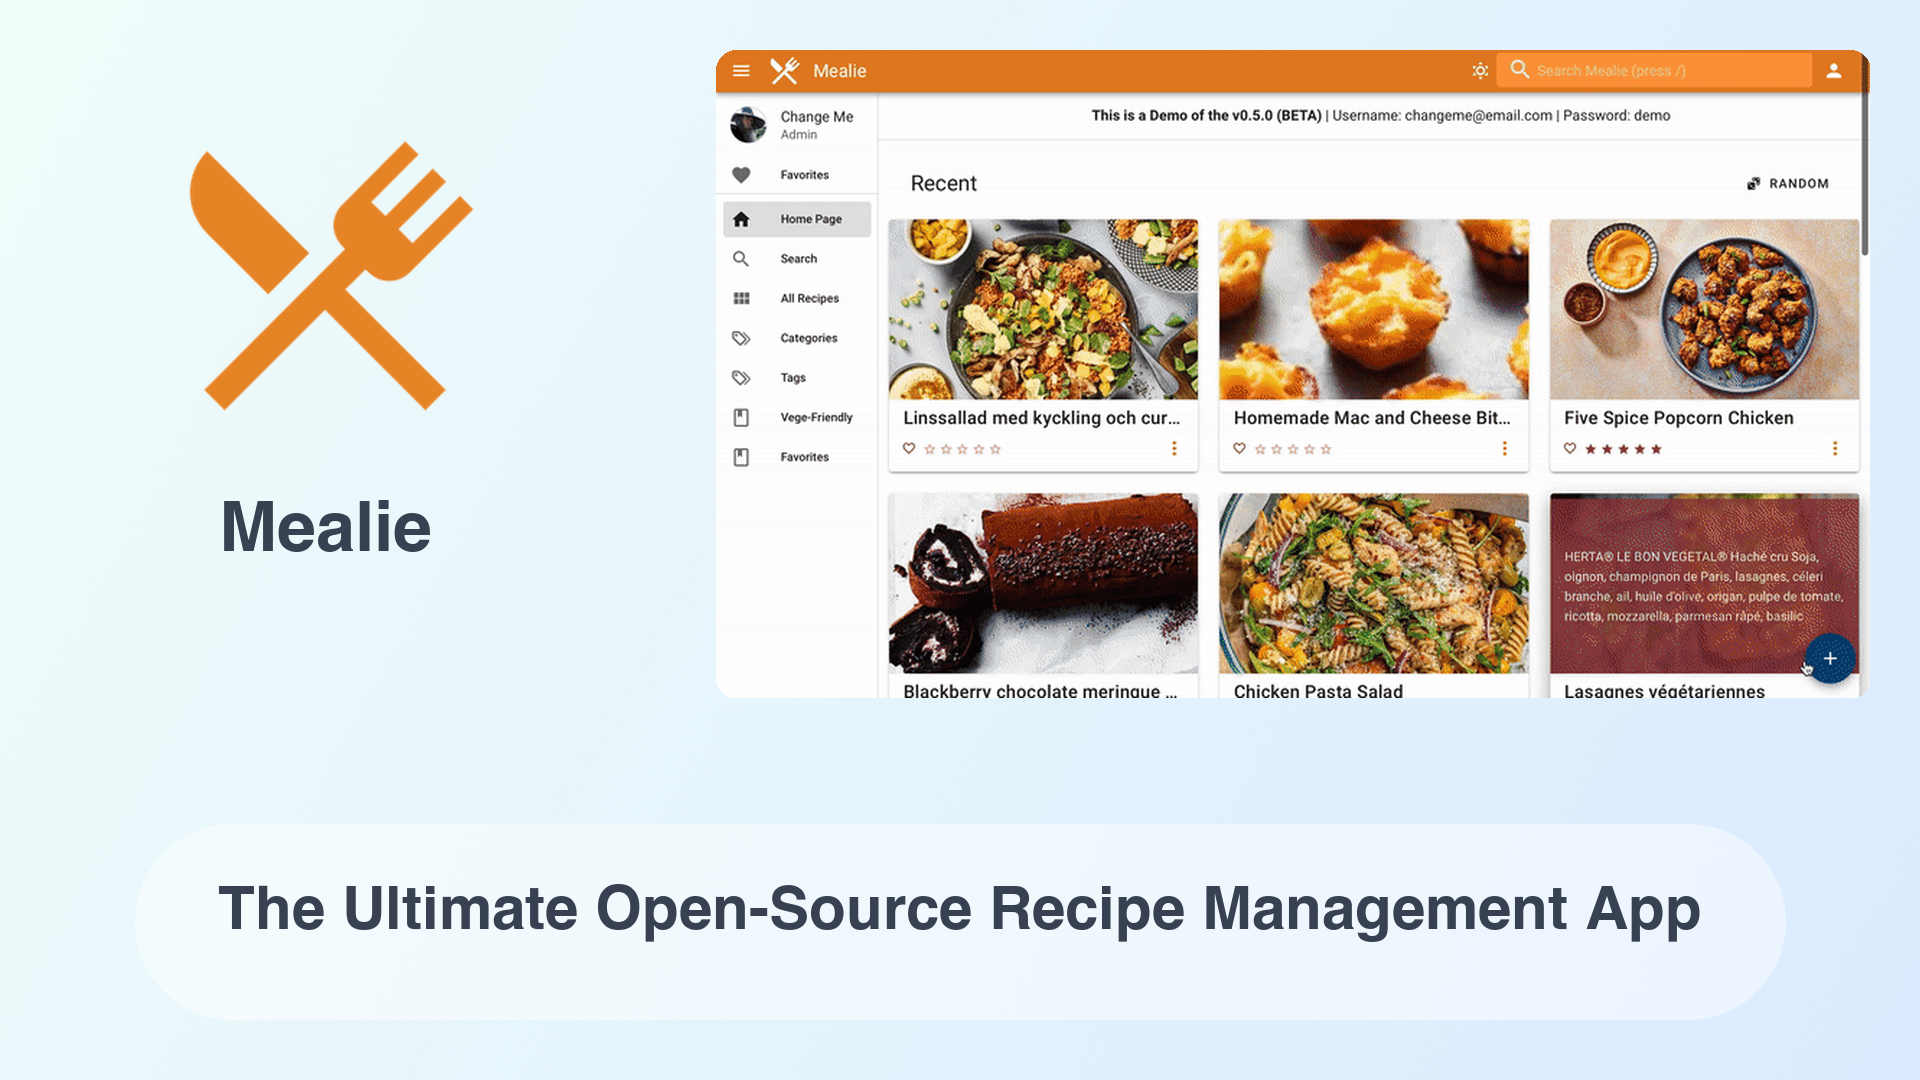 Mealie
Search Mealie (press /)
Change Me
Admin
Favorites
Home Page
Search
All Recipes
Categories
Tags
Vege-Friendly
Favorites
This is a Demo of the v0.5.0 (BETA) | Username: changeme@email.com | Password: demo
Recent
RANDOM
Linssallad med kyckling och cur...
Homemade Mac and Cheese Bit...
Five Spice Popcorn Chicken
HERTA® LE BON VEGETAL® Haché cru Soja,
oignon, champignon de Paris, lasagnes, céleri
branche, ail, huile d'olive, origan, pulpe de tomate,
ricotta, mozzarella, parmesan râpé, basilic
Blackberry chocolate meringue ...
Chicken Pasta Salad
Lasagnes végétariennes
Mealie
The Ultimate Open-Source Recipe Management App